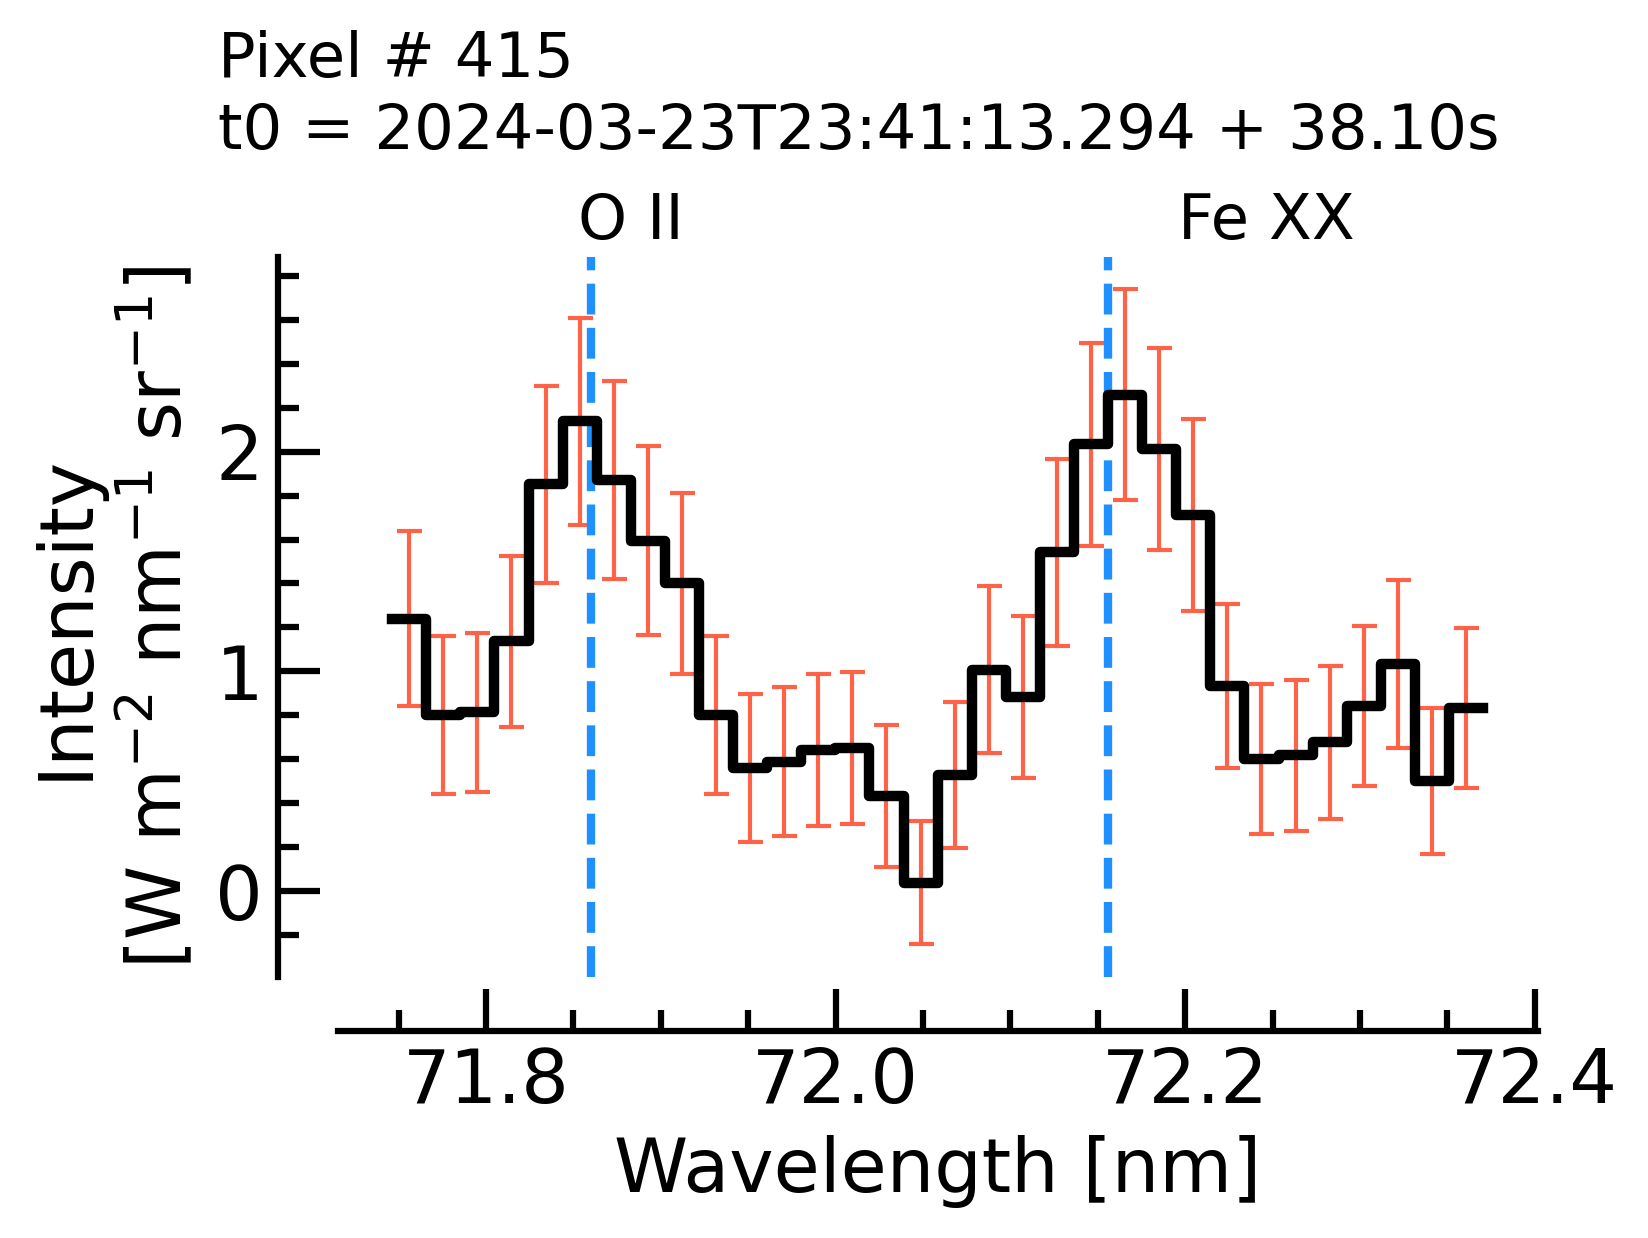 Pixel # 415
t0 = 2024-03-23T23:41:13.294 + 38.10s
O II
Fe XX
Intensity
[W m⁻² nm⁻¹ sr⁻¹]
2
1
0
71.8
72.0
72.2
72.4
Wavelength [nm]